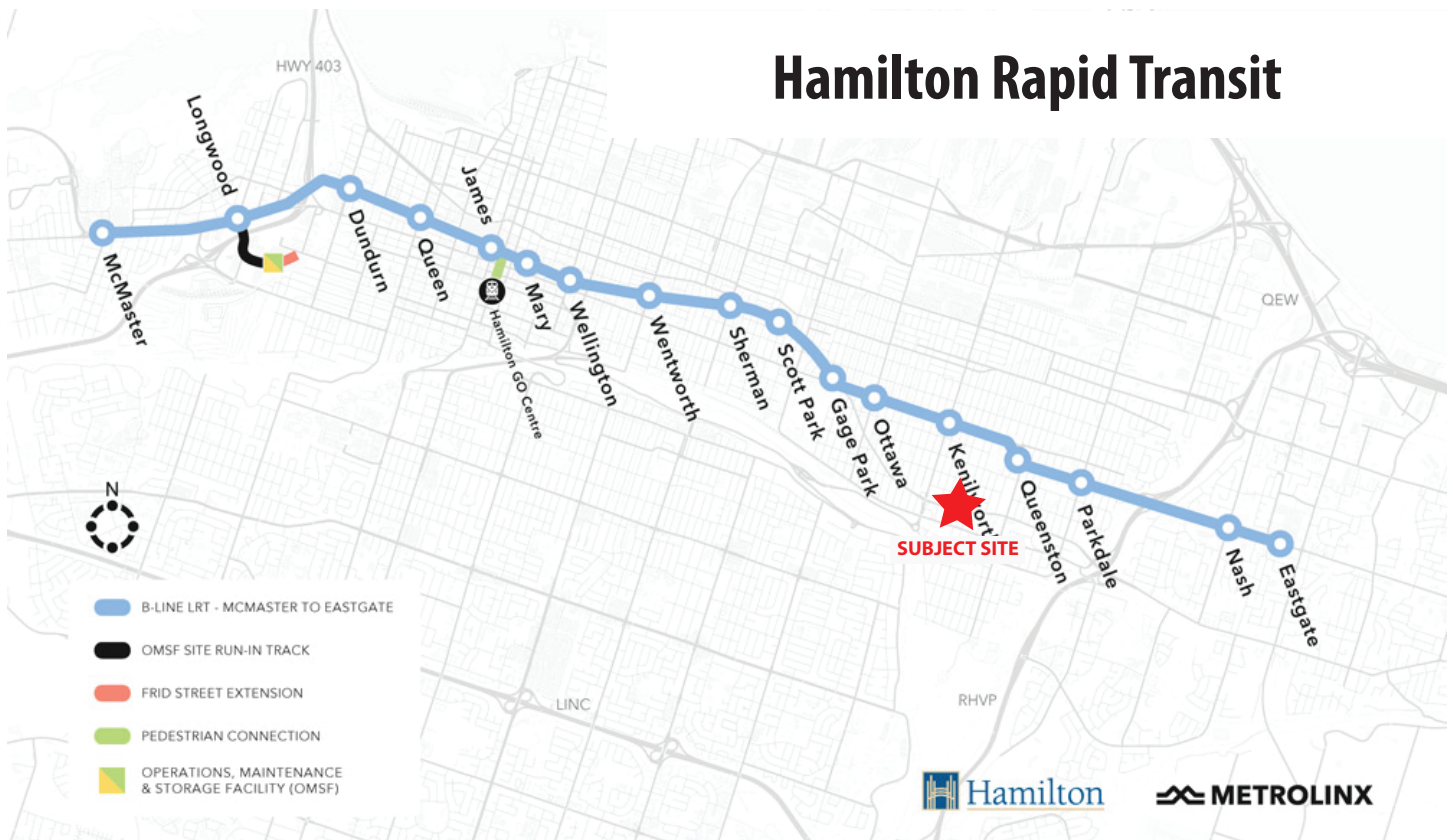 Hamilton Rapid Transit
HWY 403
Longwood
James
McMaster
Dundurn
Queen
Mary
Hamilton GO Centre
Wellington
Wentworth
Sherman
Scott Park
Gage Park
Ottawa
QEW
Queenston
Parkdale
Nash
Eastgate
SUBJECT SITE
N
B-LINE LRT - MCMASTER TO EASTGATE
OMSF SITE RUN-IN TRACK
FRID STREET EXTENSION
PEDESTRIAN CONNECTION
OPERATIONS, MAINTENANCE
& STORAGE FACILITY (OMSF)
LINC
RHVP
Hamilton
METROLINX